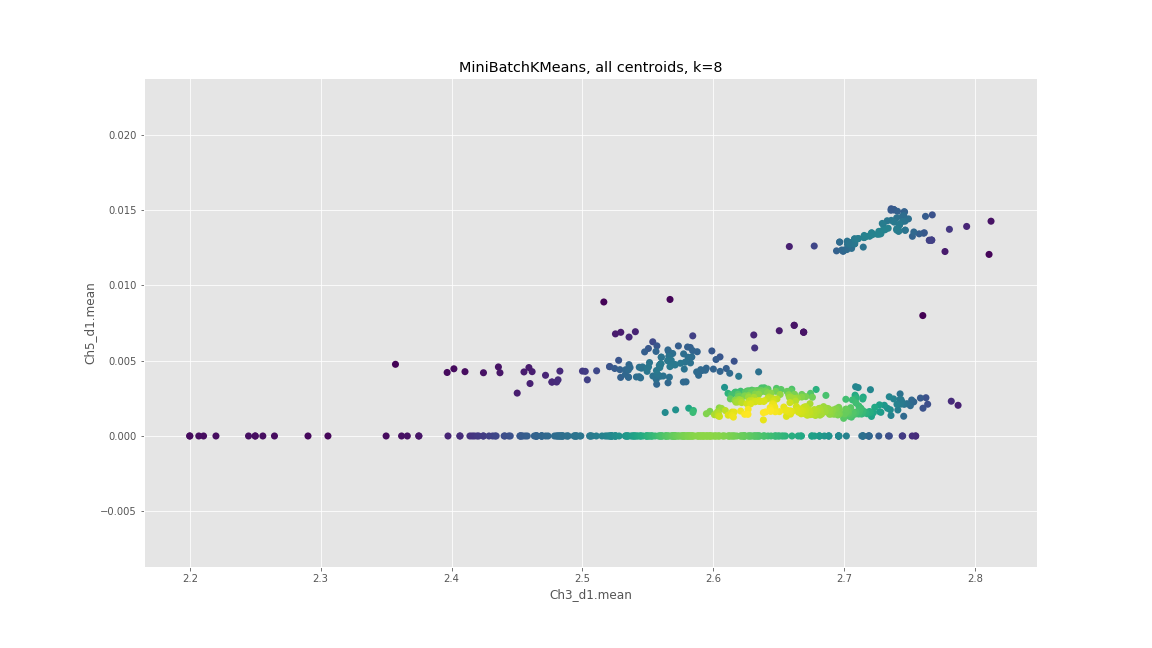 MiniBatchKMeans, all centroids, k=8
0.020
0.015
0.010
0.005
0.000
−0.005
Ch5_d1.mean
2.2 2.3 2.4 2.5 2.6 2.7 2.8
Ch3_d1.mean